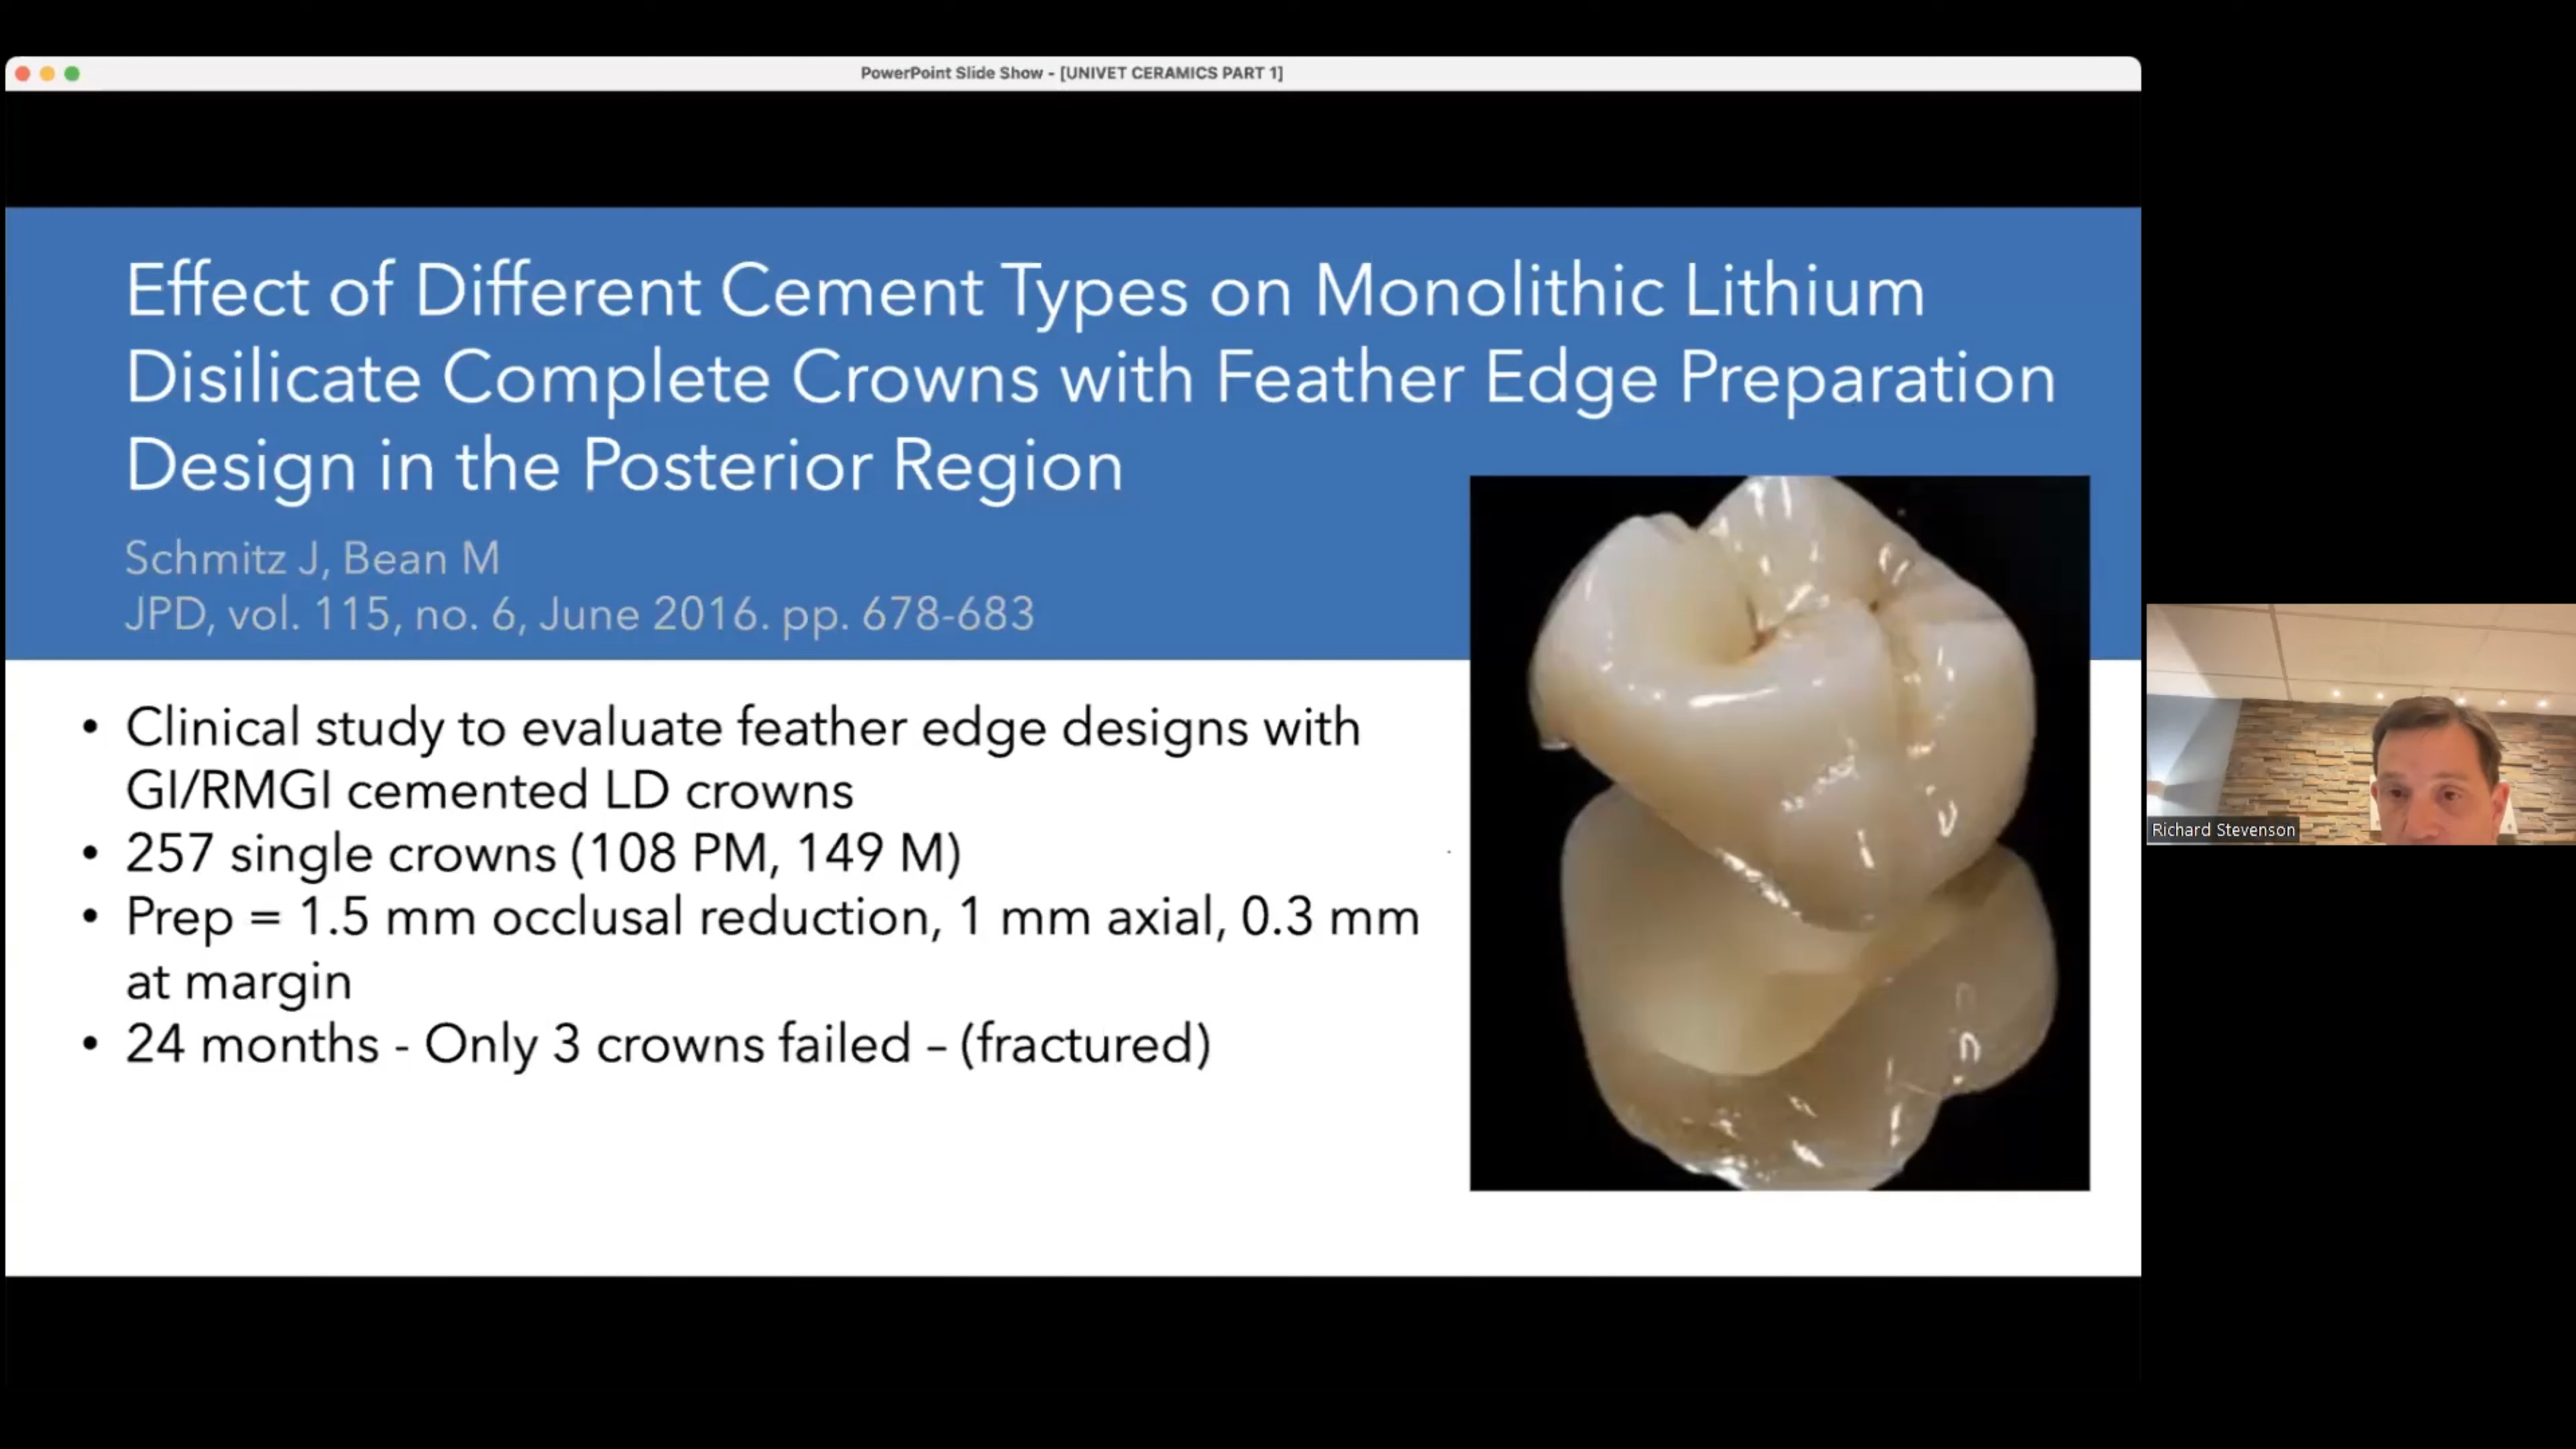 PowerPoint Slide Show - [UNIVET CERAMICS PART 1]
Effect of Different Cement Types on Monolithic Lithium
Disilicate Complete Crowns with Feather Edge Preparation
Design in the Posterior Region
Schmitz J, Bean M
JPD, vol. 115, no. 6, June 2016. pp. 678-683
• Clinical study to evaluate feather edge designs with
GI/RMGI cemented LD crowns
• 257 single crowns (108 PM, 149 M)
• Prep = 1.5 mm occlusal reduction, 1 mm axial, 0.3 mm
at margin
• 24 months - Only 3 crowns failed – (fractured)
Richard Stevenson